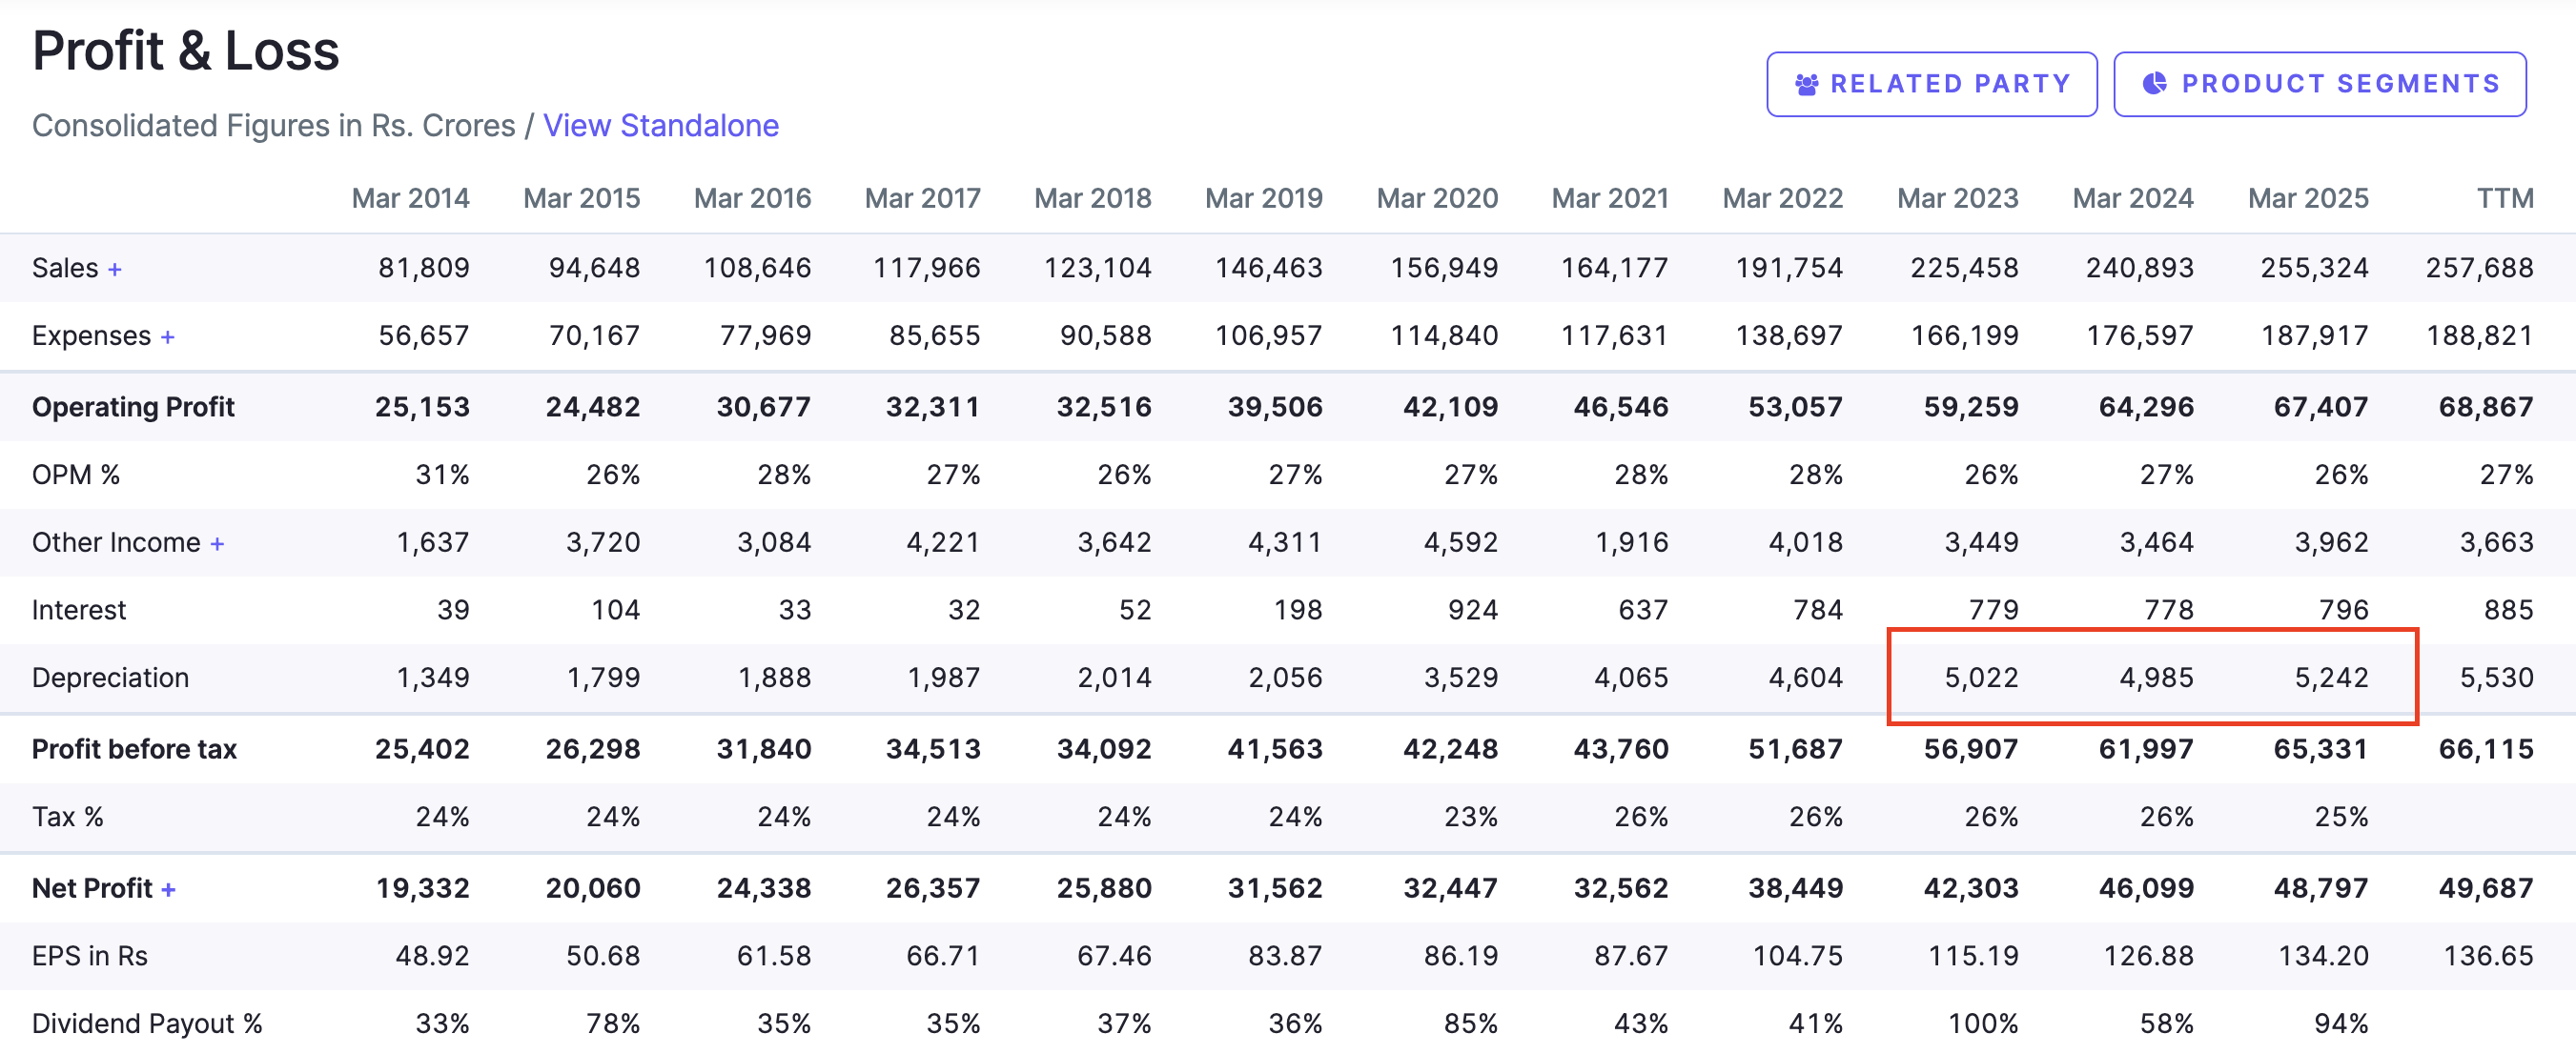 Profit & Loss
RELATED PARTY PRODUCT SEGMENTS
Consolidated Figures in Rs. Crores / View Standalone
Mar 2014 Mar 2015 Mar 2016 Mar 2017 Mar 2018 Mar 2019 Mar 2020 Mar 2021 Mar 2022 Mar 2023 Mar 2024 Mar 2025 TTM
Sales + 81,809 94,648 108,646 117,966 123,104 146,463 156,949 164,177 191,754 225,458 240,893 255,324 257,688
Expenses + 56,657 70,167 77,969 85,655 90,588 106,957 114,840 117,631 138,697 166,199 176,597 187,917 188,821
Operating Profit 25,153 24,482 30,677 32,311 32,516 39,506 42,109 46,546 53,057 59,259 64,296 67,407 68,867
OPM % 31% 26% 28% 27% 26% 27% 27% 28% 28% 26% 27% 26% 27%
Other Income + 1,637 3,720 3,084 4,221 3,642 4,311 4,592 1,916 4,018 3,449 3,464 3,962 3,663
Interest 39 104 33 32 52 198 924 637 784 779 778 796 885
Depreciation 1,349 1,799 1,888 1,987 2,014 2,056 3,529 4,065 4,604 5,022 4,985 5,242 5,530
Profit before tax 25,402 26,298 31,840 34,513 34,092 41,563 42,248 43,760 51,687 56,907 61,997 65,331 66,115
Tax % 24% 24% 24% 24% 24% 24% 23% 26% 26% 26% 26% 25%
Net Profit + 19,332 20,060 24,338 26,357 25,880 31,562 32,447 32,562 38,449 42,303 46,099 48,797 49,687
EPS in Rs 48.92 50.68 61.58 66.71 67.46 83.87 86.19 87.67 104.75 115.19 126.88 134.20 136.65
Dividend Payout % 33% 78% 35% 35% 37% 36% 85% 43% 41% 100% 58% 94%